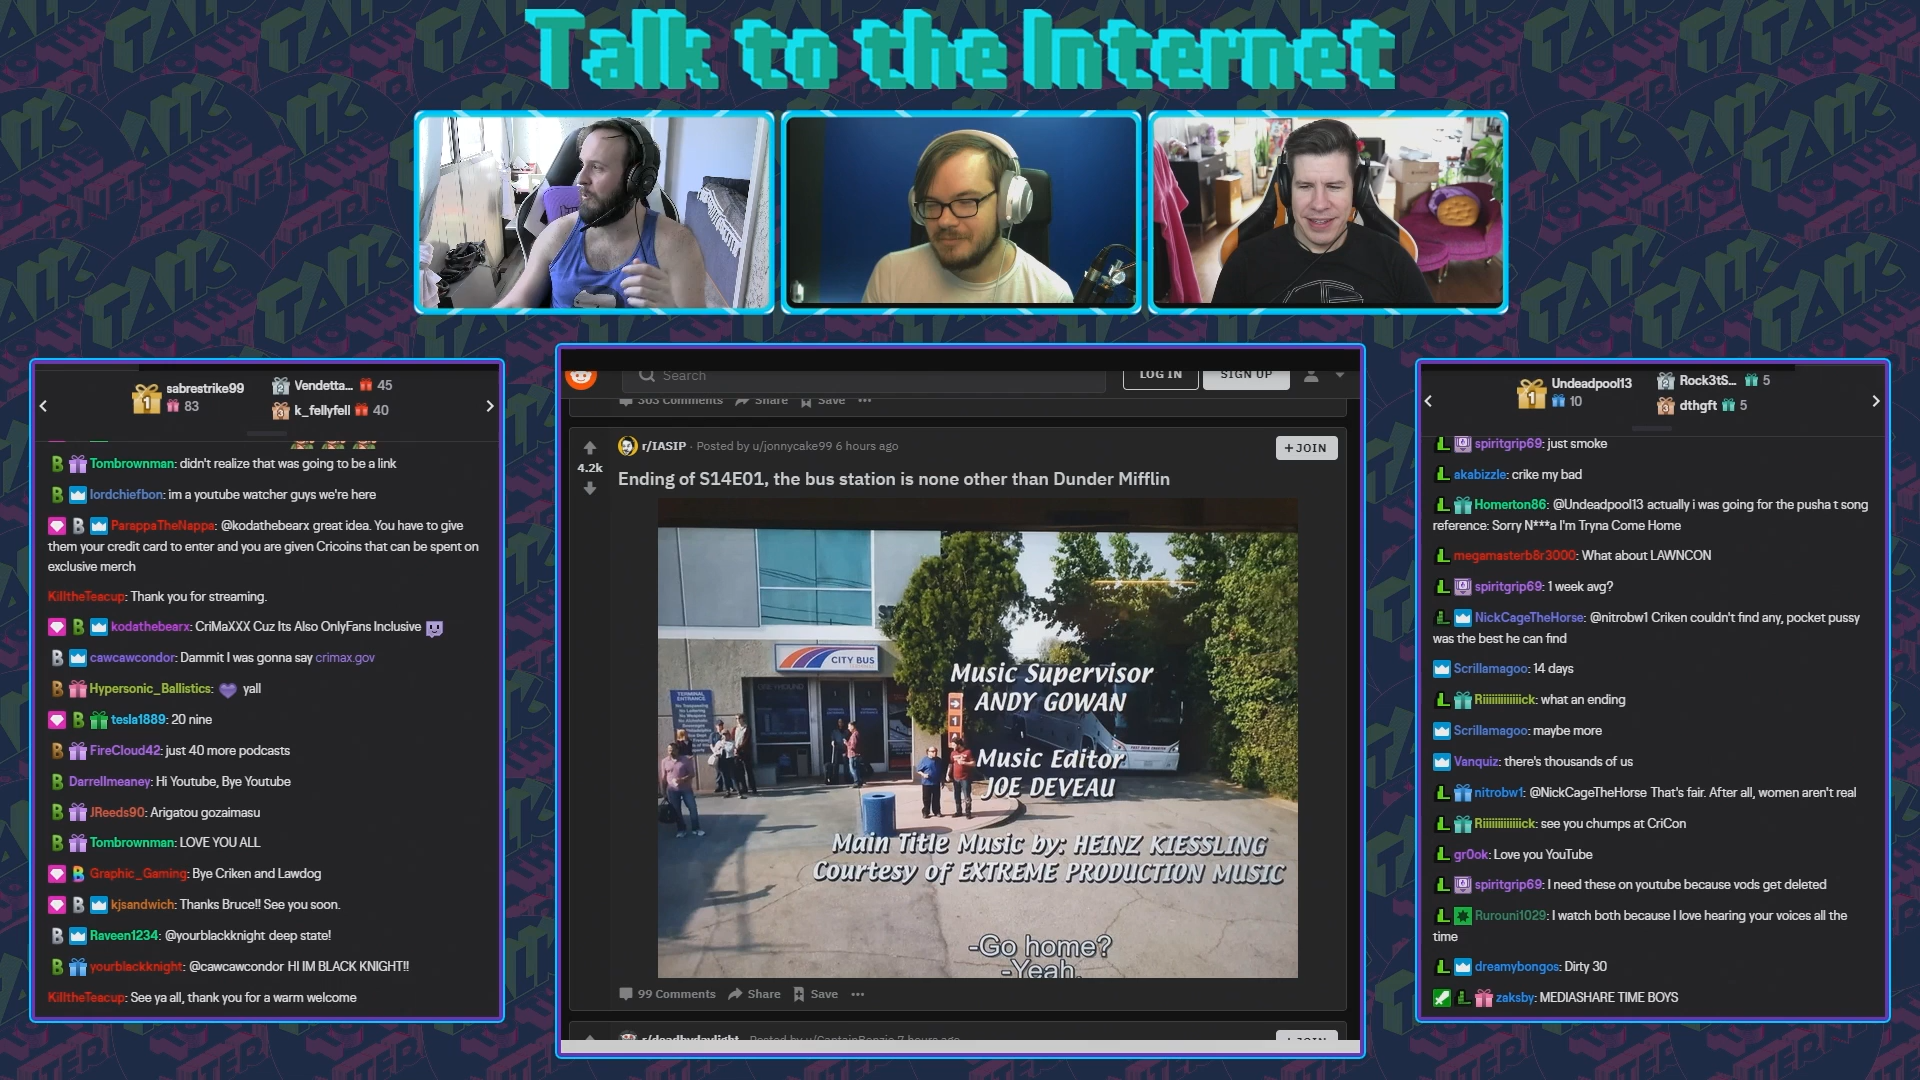 Talk to the Internet
sabrestrike99
83
Vendetta... 45
k_fellyfell 40
Tombrownman: didn't realize that was going to be a link
lordchiefbon: im a youtube watcher guys we're here
ParappaTheNappa: @kodathebearx great idea. You have to give
them your credit card to enter and you are given Cricoins that can be spent on
exclusive merch
KilltheTeacup: Thank you for streaming.
kodathebearx: CriMaXXX Cuz Its Also OnlyFans Inclusive
cawcawcondor: Dammit I was gonna say crimax.gov
Hypersonic_Ballistics: yall
tesla1889: 20 nine
FireCloud42: just 40 more podcasts
Darrellmeaney: Hi Youtube, Bye Youtube
JReeds90: Arigatou gozaimasu
Tombrownman: LOVE YOU ALL
Graphic_Gaming: Bye Criken and Lawdog
kjsandwich: Thanks Bruce!! See you soon.
Raveen1234: @yourblackknight deep state!
yourblackknight: @cawcawcondor HI IM BLACK KNIGHT!!
KilltheTeacup: See ya all, thank you for a warm welcome
Search
LOG IN
SIGN UP
303 Comments Share Save
r/IASIP · Posted by u/jonnycake99 6 hours ago
+JOIN
4.2k
Ending of S14E01, the bus station is none other than Dunder Mifflin
CITY BUS
TERMINAL
ENTRANCE
Music Supervisor
ANDY GOWAN
Music Editor
JOE DEVEAU
Main Title Music by: HEINZ KIESSLING
Courtesy of EXTREME PRODUCTION MUSIC
-Go home?
-Yeah.
99 Comments Share Save
r/deadbydaylight · Posted by u/CaptainRenzie 7 hours ago
+JOIN
Undeadpool13
10
Rock3tS... 5
dthgft 5
spiritgrip69: just smoke
akabizzle: crike my bad
Homerton86: @Undeadpool13 actually i was going for the pusha t song
reference: Sorry N***a I'm Tryna Come Home
megamasterb8r3000: What about LAWNCON
spiritgrip69: 1 week avg?
NickCageTheHorse: @nitrobw1 Criken couldn't find any, pocket pussy
was the best he can find
Scrillamagoo: 14 days
Riiiiiiiiiiiick: what an ending
Scrillamagoo: maybe more
Vanquiz: there's thousands of us
nitrobw1: @NickCageTheHorse That's fair. After all, women aren't real
Riiiiiiiiiiiick: see you chumps at CriCon
gr0ok: Love you YouTube
spiritgrip69: I need these on youtube because vods get deleted
Rurouni1029: I watch both because I love hearing your voices all the
time
dreamybongos: Dirty 30
zaksby: MEDIASHARE TIME BOYS